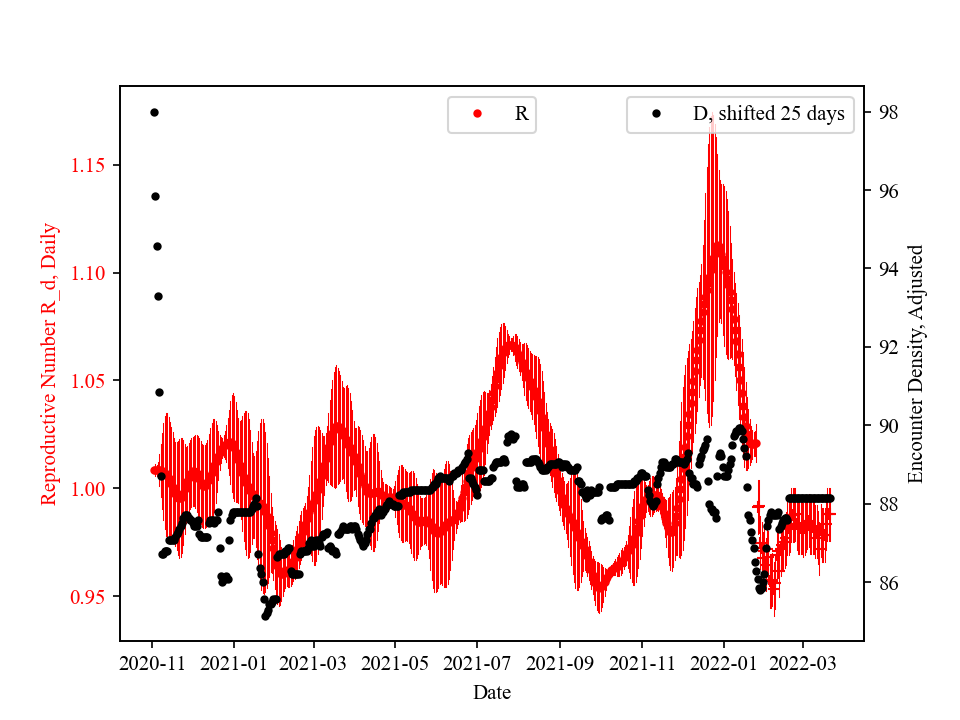 R
D, shifted 25 days
Reproductive Number R_d, Daily
1.15
1.10
1.05
1.00
0.95
98
96
94
92
90
88
86
Encounter Density, Adjusted
2020-11 2021-01 2021-03 2021-05 2021-07 2021-09 2021-11 2022-01 2022-03
Date